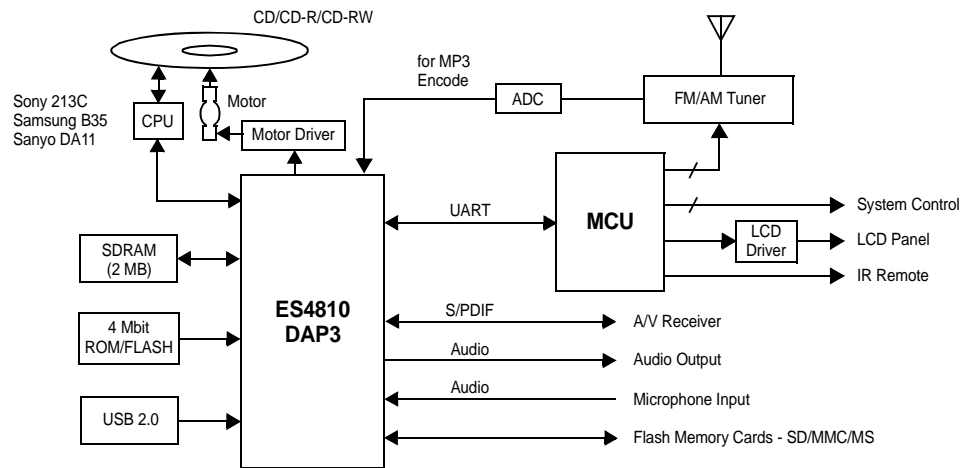 CD/CD-R/CD-RW
for MP3
Encode
Sony 213C
Samsung B35
Sanyo DA11
CPU
Motor
Motor Driver
ADC
FM/AM Tuner
UART
MCU
System Control
LCD
Driver
LCD Panel
IR Remote
SDRAM
(2 MB)
ES4810
DAP3
4 Mbit
ROM/FLASH
USB 2.0
S/PDIF
A/V Receiver
Audio
Audio Output
Audio
Microphone Input
Flash Memory Cards - SD/MMC/MS